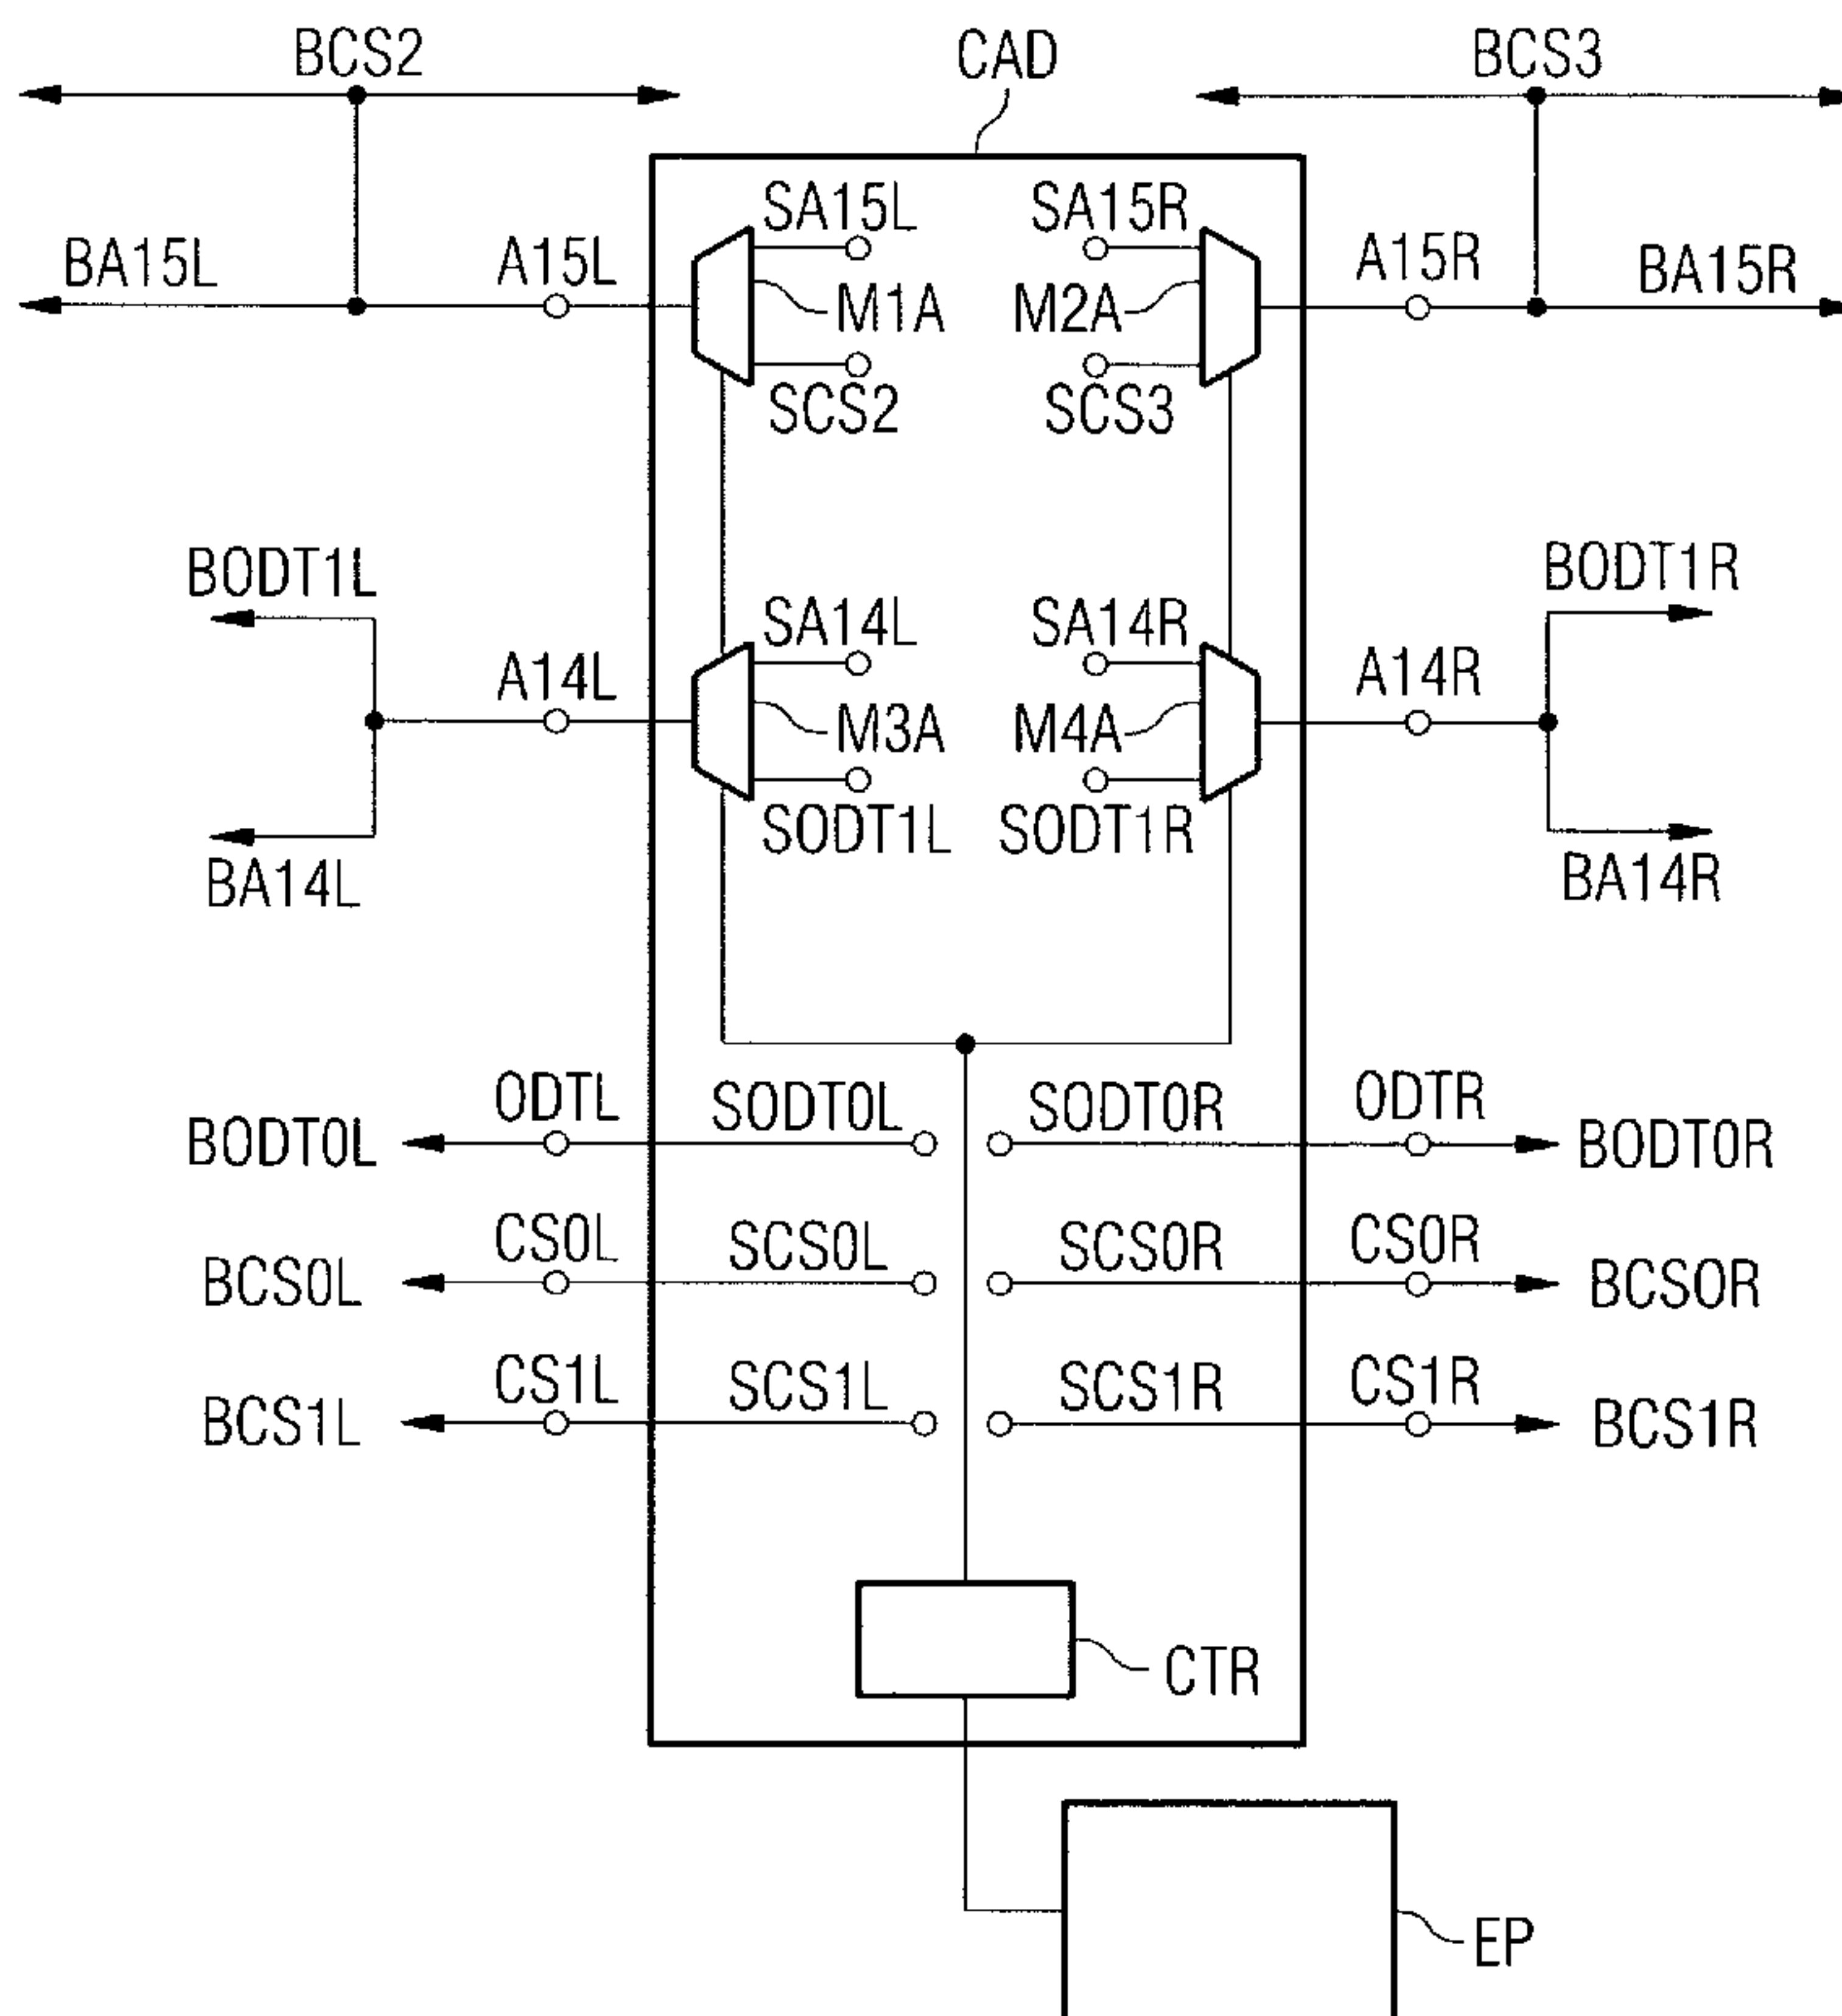 BCS2 CAD BCS3
SA15L SA15R
BA15L A15L A15R BA15R
M1A M2A
SCS2 SCS3
BODT1L BODT1R
SA14L SA14R
A14L A14R
M3A M4A
SODT1L SODT1R
BA14L BA14R
ODTL SODT0L SODT0R ODTR
BODT0L BODT0R
CS0L SCS0L SCS0R CS0R
BCS0L BCS0R
CS1L SCS1L SCS1R CS1R
BCS1L BCS1R
CTR
EP